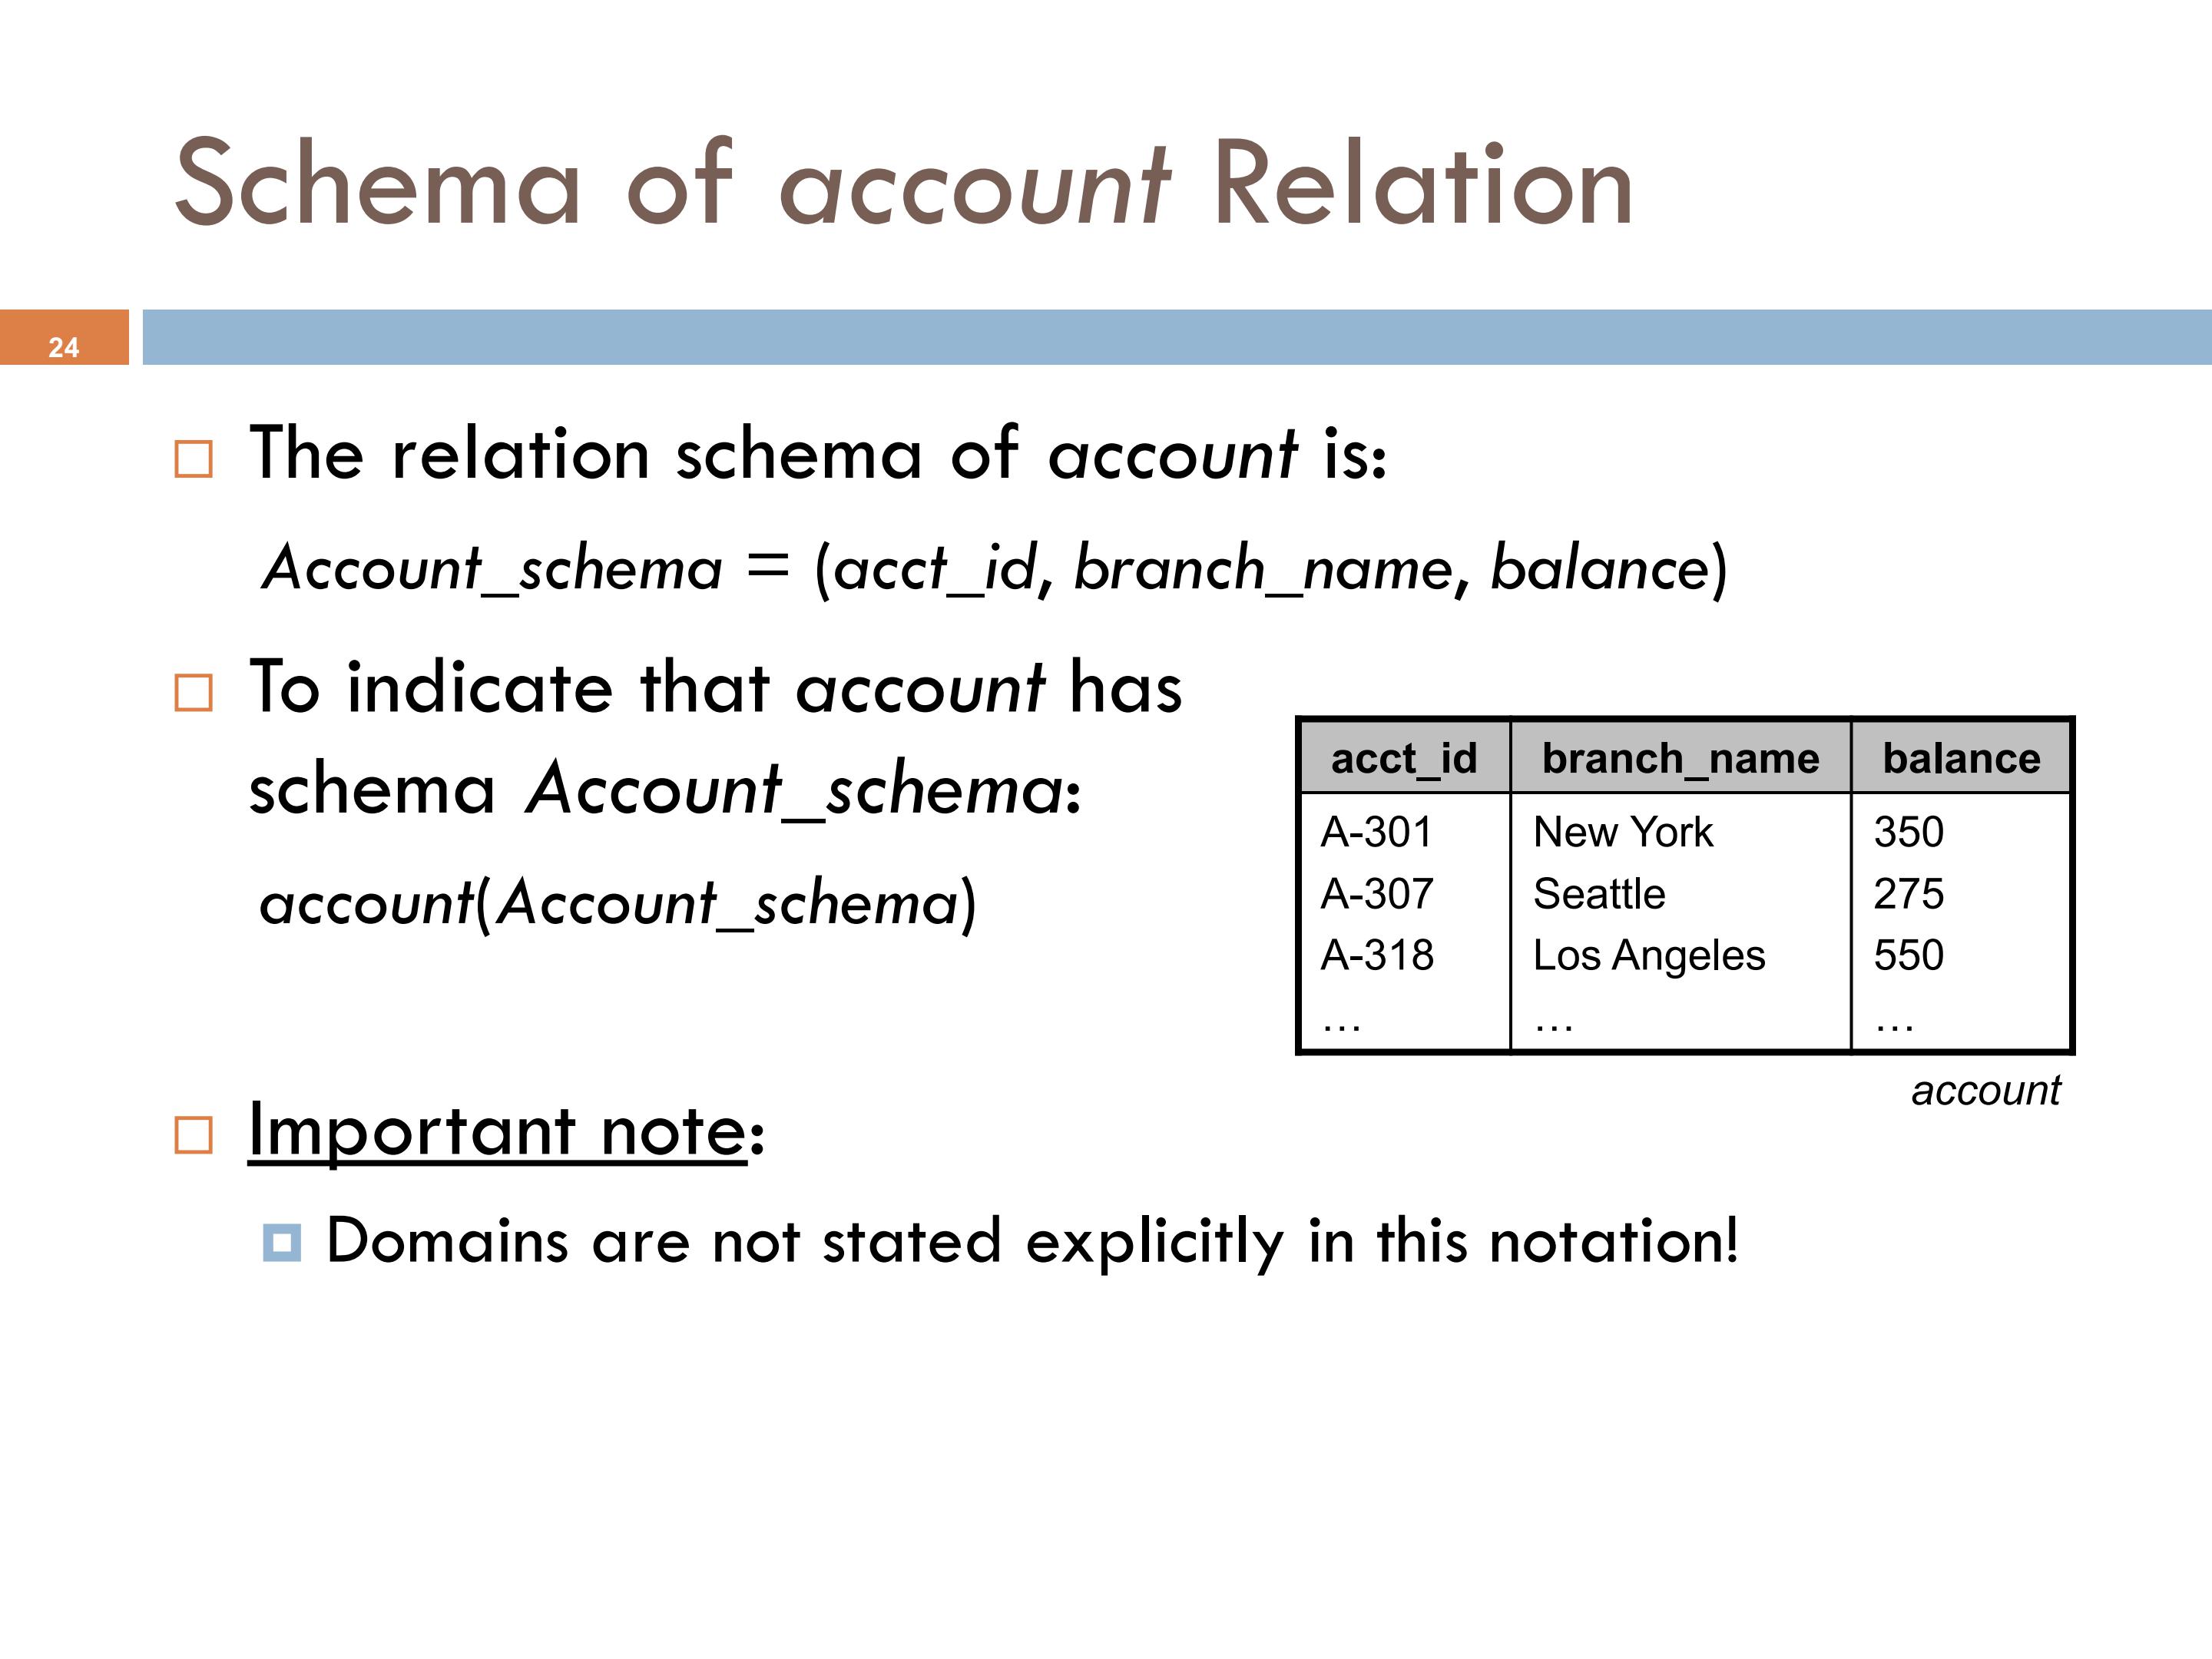 Schema of account Relation
24
The relation schema of account is:
Account_schema = (acct_id, branch_name, balance)
To indicate that account has
schema Account_schema:
account(Account_schema)
acct_id branch_name balance
A-301 New York 350
A-307 Seattle 275
A-318 Los Angeles 550
… … …
account
Important note:
Domains are not stated explicitly in this notation!